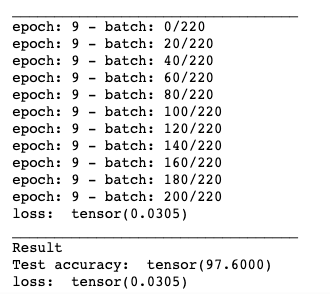 epoch: 9 - batch: 0/220
epoch: 9 - batch: 20/220
epoch: 9 - batch: 40/220
epoch: 9 - batch: 60/220
epoch: 9 - batch: 80/220
epoch: 9 - batch: 100/220
epoch: 9 - batch: 120/220
epoch: 9 - batch: 140/220
epoch: 9 - batch: 160/220
epoch: 9 - batch: 180/220
epoch: 9 - batch: 200/220
loss:  tensor(0.0305)
Result
Test accuracy:  tensor(97.6000)
loss:  tensor(0.0305)